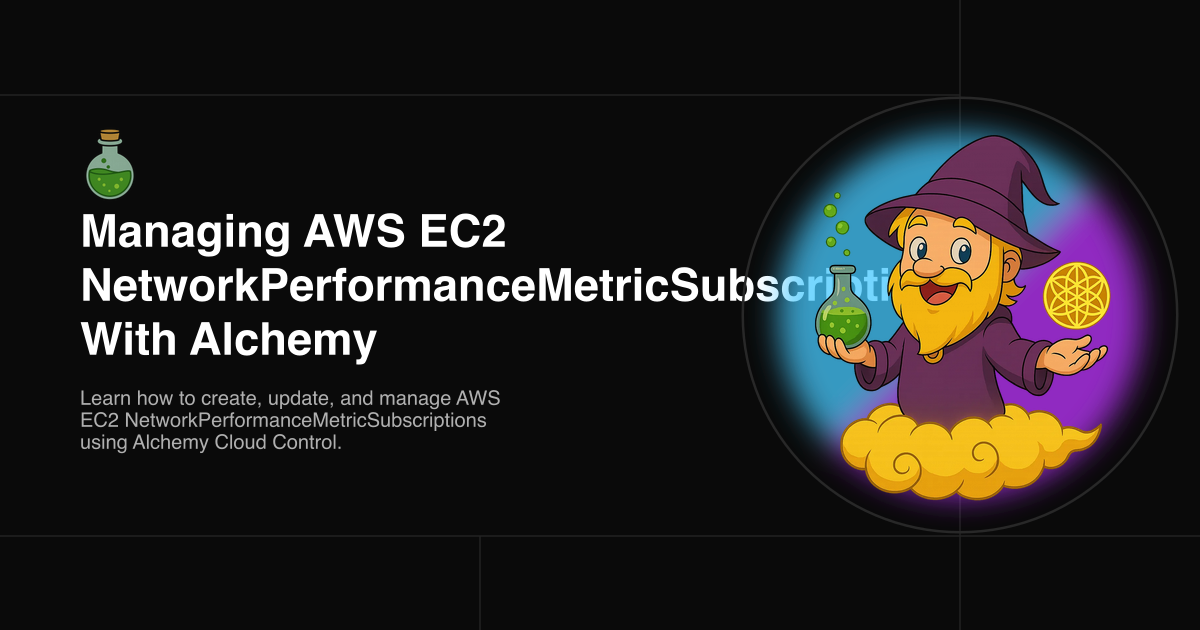 Managing AWS EC2
NetworkPerformanceMetricSubscripti
With Alchemy
Learn how to create, update, and manage AWS
EC2 NetworkPerformanceMetricSubscriptions
using Alchemy Cloud Control.